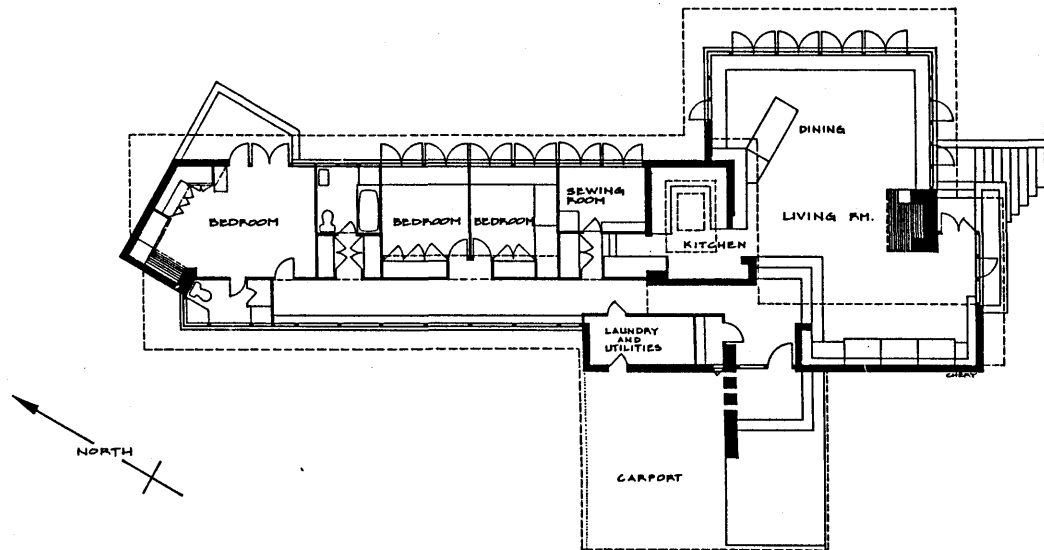 DINING
SEWING
ROOM
BEDROOM
BEDROOM
BEDROOM
LIVING RM.
KITCHEN
LAUNDRY
AND
UTILITIES
NORTH
CARPORT